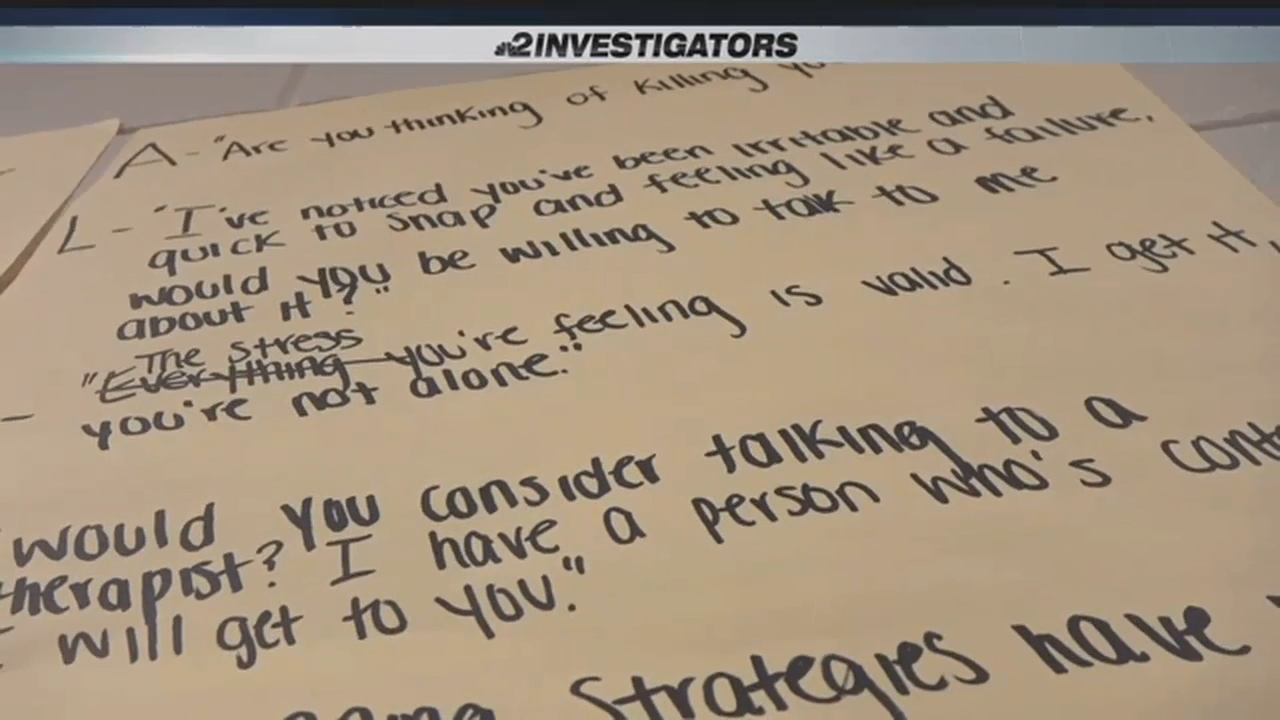 2INVESTIGATORS
A - "Are you thinking of killing
L - "I've noticed you've been irritable and
quick to snap and feeling like a failure,
would you be willing to talk to me
about it?"
The stress
"Everything you're feeling is valid. I get it,
- you're not alone."
would you consider talking to a
therapist? I have a person who's
will get to you."
strategies have